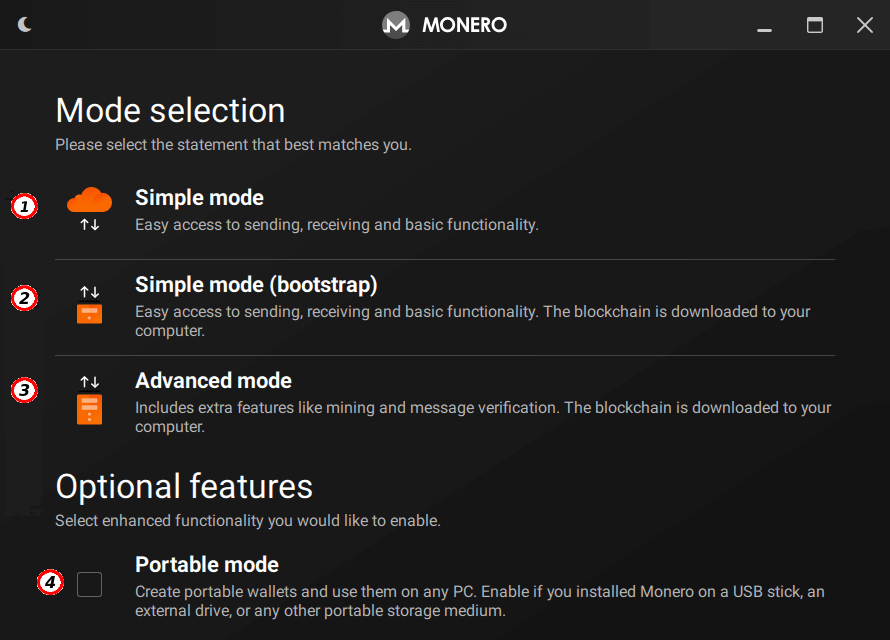 MONERO
Mode selection
Please select the statement that best matches you.
1
Simple mode
Easy access to sending, receiving and basic functionality.
2
Simple mode (bootstrap)
Easy access to sending, receiving and basic functionality. The blockchain is downloaded to your
computer.
3
Advanced mode
Includes extra features like mining and message verification. The blockchain is downloaded to your
computer.
Optional features
Select enhanced functionality you would like to enable.
4
Portable mode
Create portable wallets and use them on any PC. Enable if you installed Monero on a USB stick, an
external drive, or any other portable storage medium.